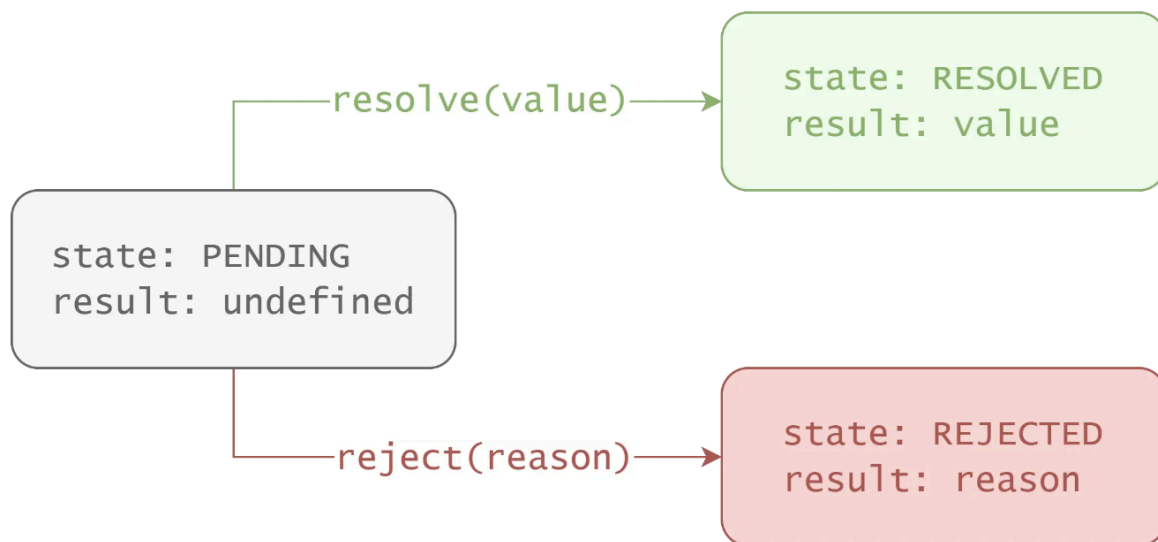 state: RESOLVED
result: value
resolve(value)
state: PENDING
result: undefined
reject(reason)
state: REJECTED
result: reason